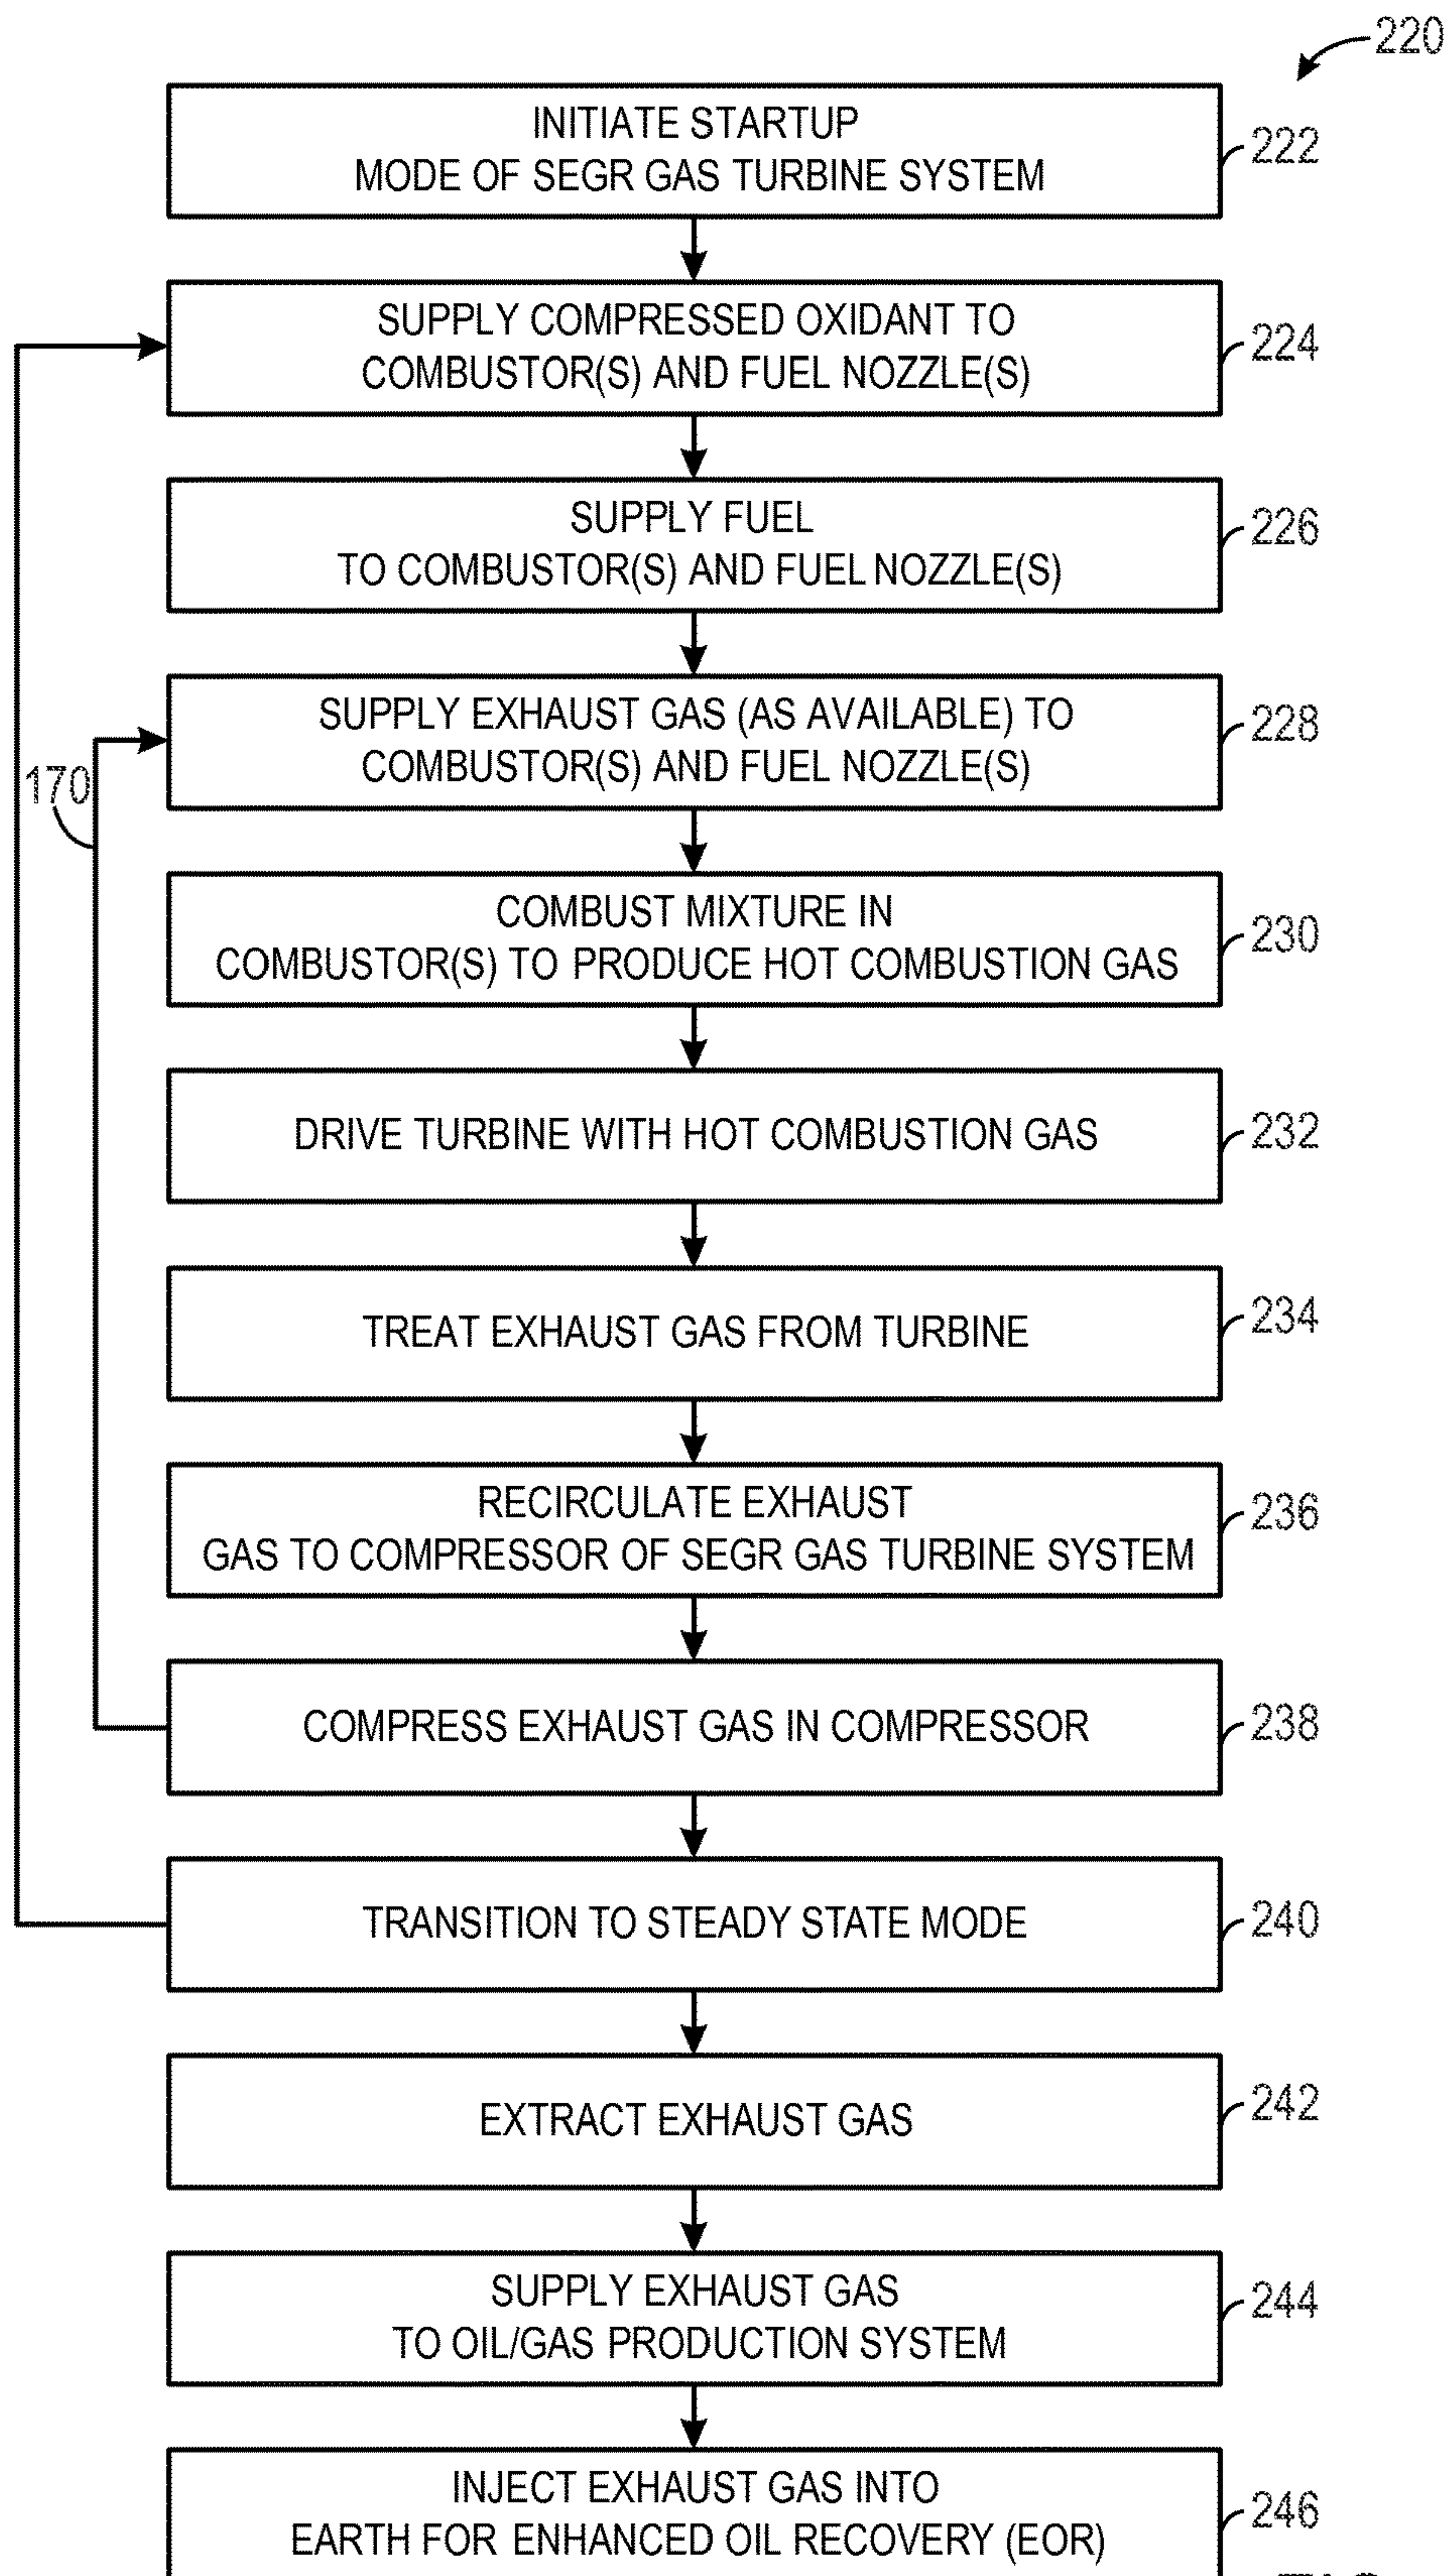 220
INITIATE STARTUP
MODE OF SEGR GAS TURBINE SYSTEM
222
SUPPLY COMPRESSED OXIDANT TO
COMBUSTOR(S) AND FUEL NOZZLE(S)
224
SUPPLY FUEL
TO COMBUSTOR(S) AND FUEL NOZZLE(S)
226
SUPPLY EXHAUST GAS (AS AVAILABLE) TO
COMBUSTOR(S) AND FUEL NOZZLE(S)
228
170
COMBUST MIXTURE IN
COMBUSTOR(S) TO PRODUCE HOT COMBUSTION GAS
230
DRIVE TURBINE WITH HOT COMBUSTION GAS
232
TREAT EXHAUST GAS FROM TURBINE
234
RECIRCULATE EXHAUST
GAS TO COMPRESSOR OF SEGR GAS TURBINE SYSTEM
236
COMPRESS EXHAUST GAS IN COMPRESSOR
238
TRANSITION TO STEADY STATE MODE
240
EXTRACT EXHAUST GAS
242
SUPPLY EXHAUST GAS
TO OIL/GAS PRODUCTION SYSTEM
244
INJECT EXHAUST GAS INTO
EARTH FOR ENHANCED OIL RECOVERY (EOR)
246